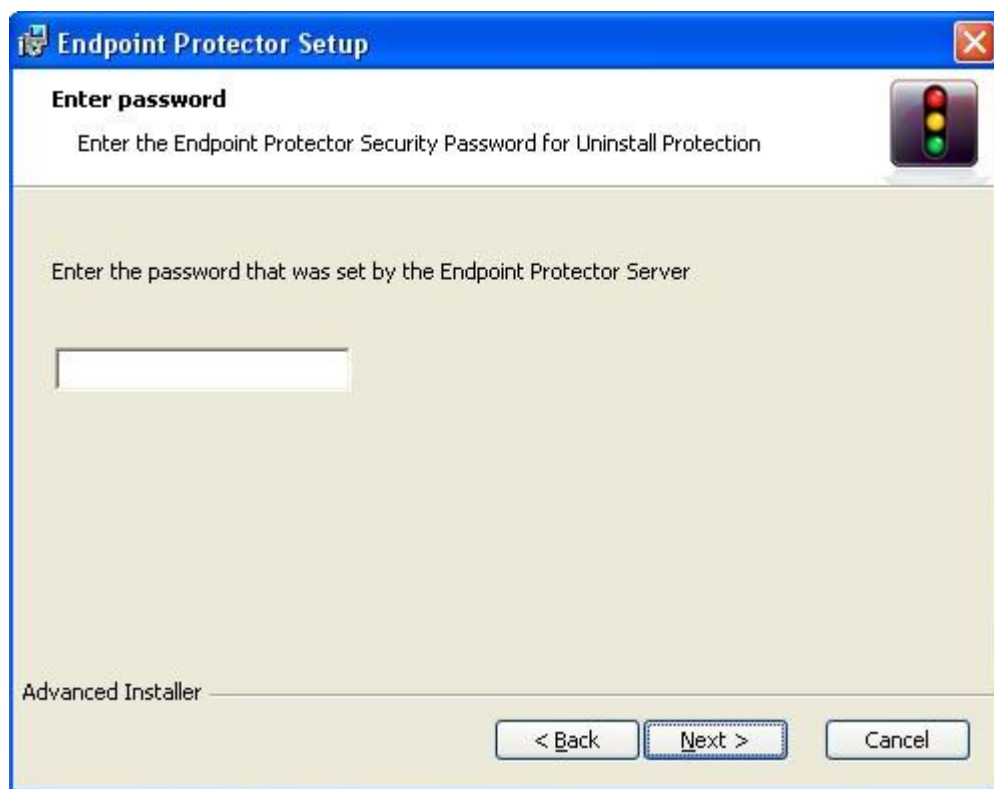 Endpoint Protector Setup
Enter password
Enter the Endpoint Protector Security Password for Uninstall Protection
Enter the password that was set by the Endpoint Protector Server
Advanced Installer
< Back Next > Cancel